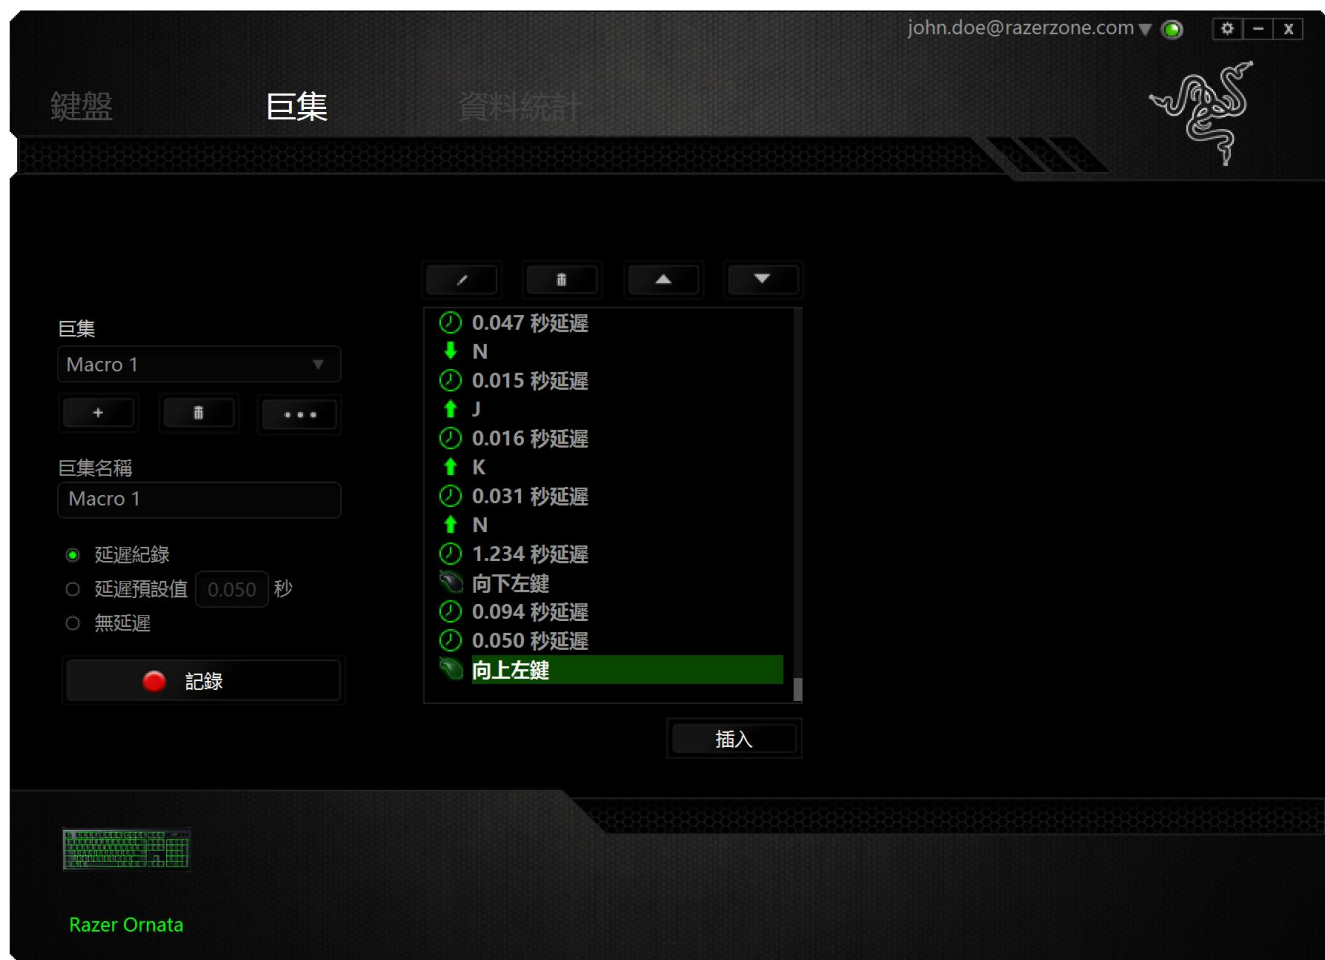 john.doe@razerzone.com
鍵盤 巨集 資料統計
巨集
Macro 1
巨集名稱
Macro 1
延遲紀錄
延遲預設值 0.050 秒
無延遲
記錄
0.047 秒延遲
N
0.015 秒延遲
J
0.016 秒延遲
K
0.031 秒延遲
N
1.234 秒延遲
向下左鍵
0.094 秒延遲
0.050 秒延遲
向上左鍵
插入
Razer Ornata